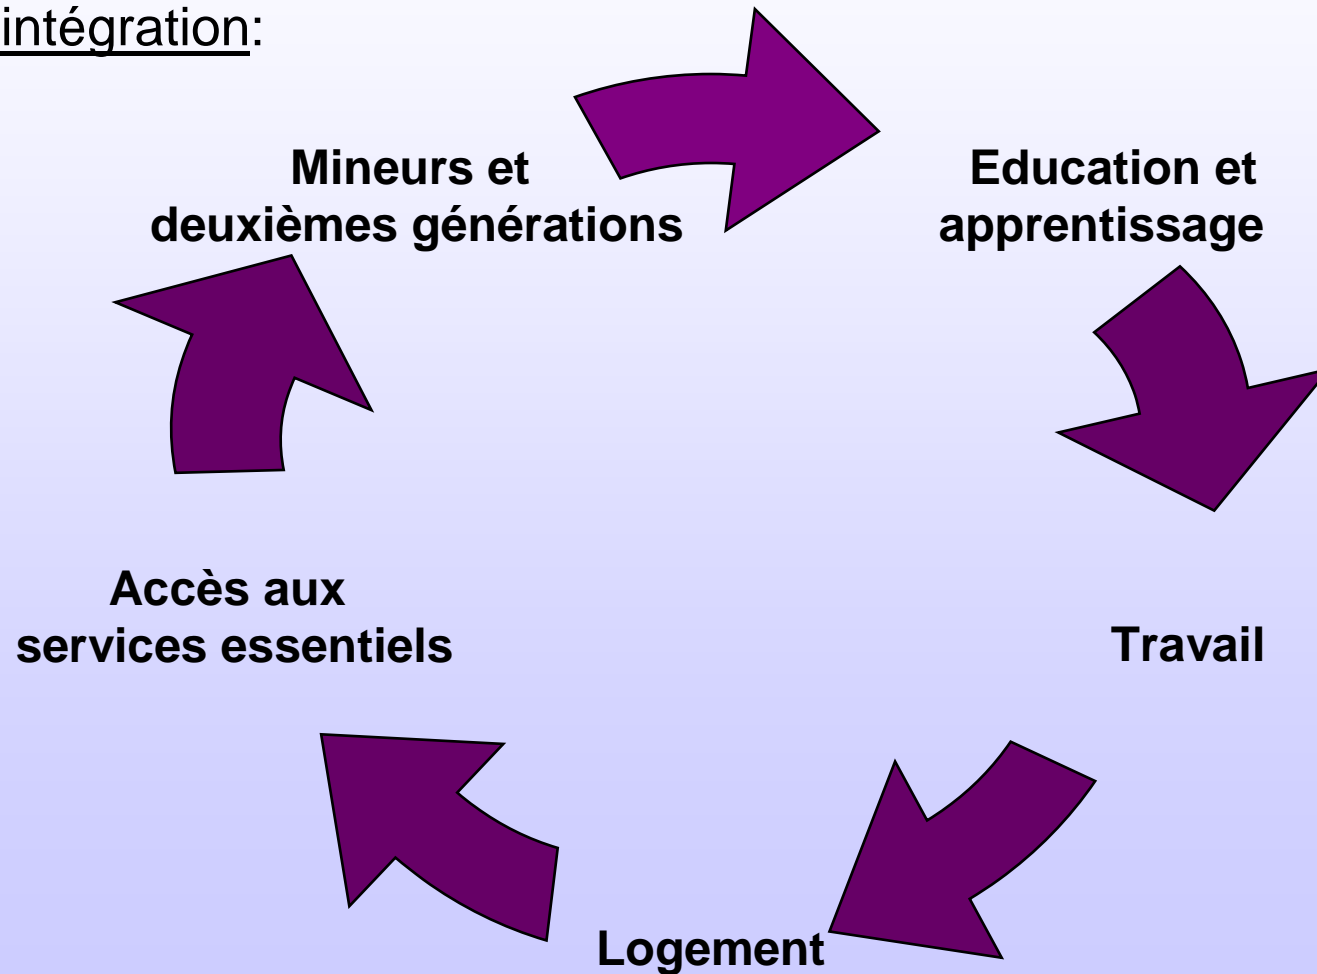 intégration:
Mineurs et
deuxièmes générations
Education et
apprentissage
Accès aux
services essentiels
Travail
Logement